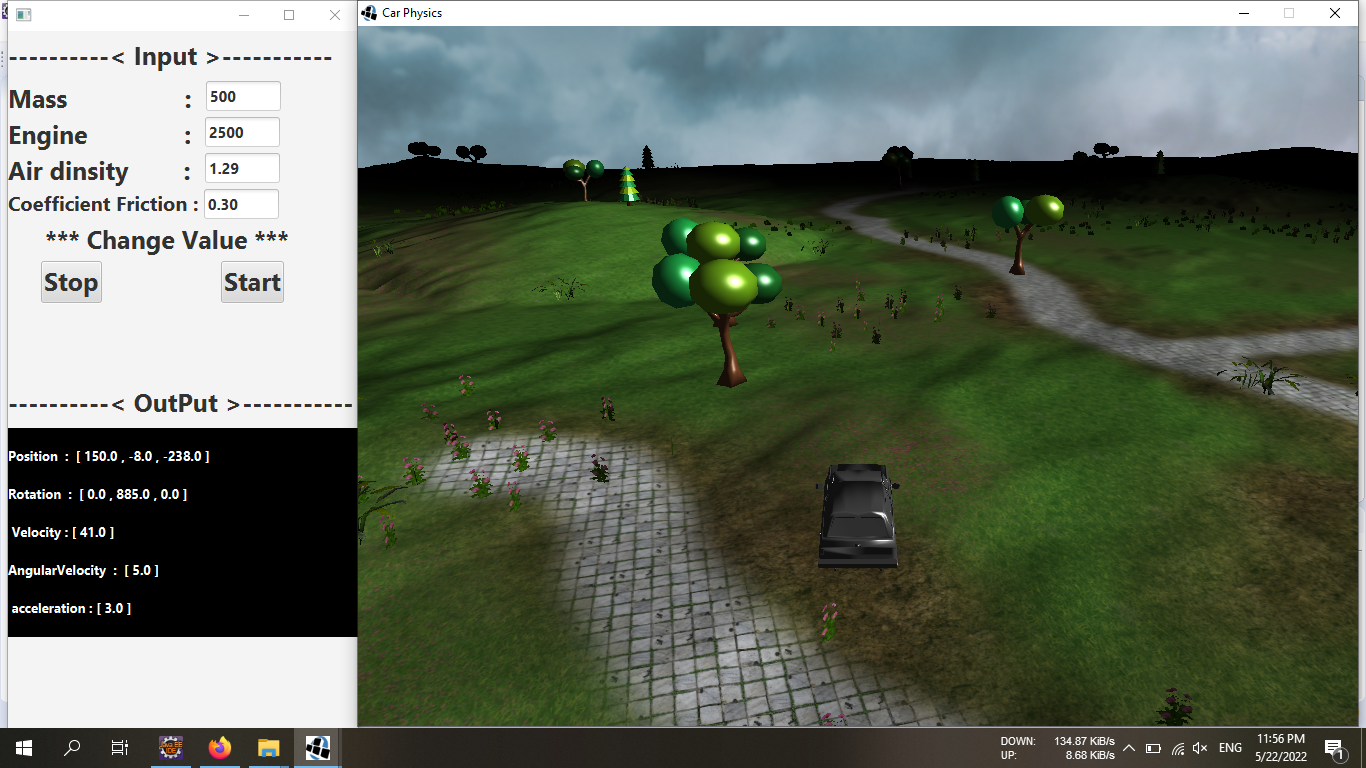 ----------< Input >-----------
Mass : 500
Engine : 2500
Air dinsity : 1.29
Coefficient Friction : 0.30
*** Change Value ***
Stop Start
----------< OutPut >-----------
Position : [ 150.0 , -8.0 , -238.0 ]
Rotation : [ 0.0 , 885.0 , 0.0 ]
Velocity : [ 41.0 ]
AngularVelocity : [ 5.0 ]
acceleration : [ 3.0 ]
Car Physics
DOWN: 134.87 KiB/s
UP: 8.68 KiB/s
ENG
11:56 PM
5/22/2022
1